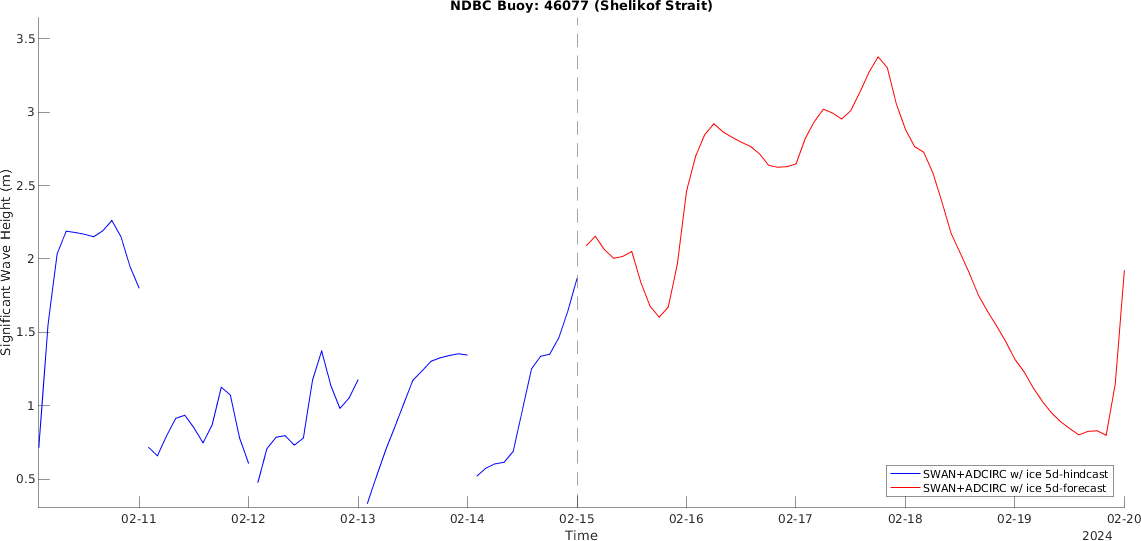 NDBC Buoy: 46077 (Shelikof Strait)
3.5
3
2.5
2
1.5
1
0.5
Significant Wave Height (m)
SWAN+ADCIRC w/ ice 5d-hindcast
SWAN+ADCIRC w/ ice 5d-forecast
02-11 02-12 02-13 02-14 02-15 02-16 02-17 02-18 02-19 02-20
Time
2024